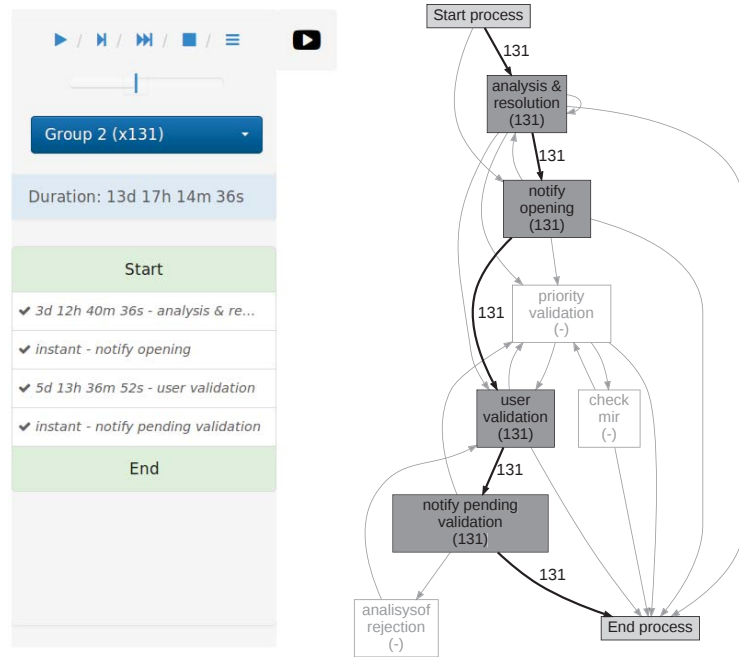 Group 2 (x131)
Duration: 13d 17h 14m 36s
Start
3d 12h 40m 36s - analysis & re...
instant - notify opening
5d 13h 36m 52s - user validation
instant - notify pending validation
End
Start process
131
analysis &
resolution
(131)
131
notify
opening
(131)
priority
validation
(-)
131
user
validation
(131)
check
mir
(-)
131
notify pending
validation
(131)
131
analisysof
rejection
(-)
End process